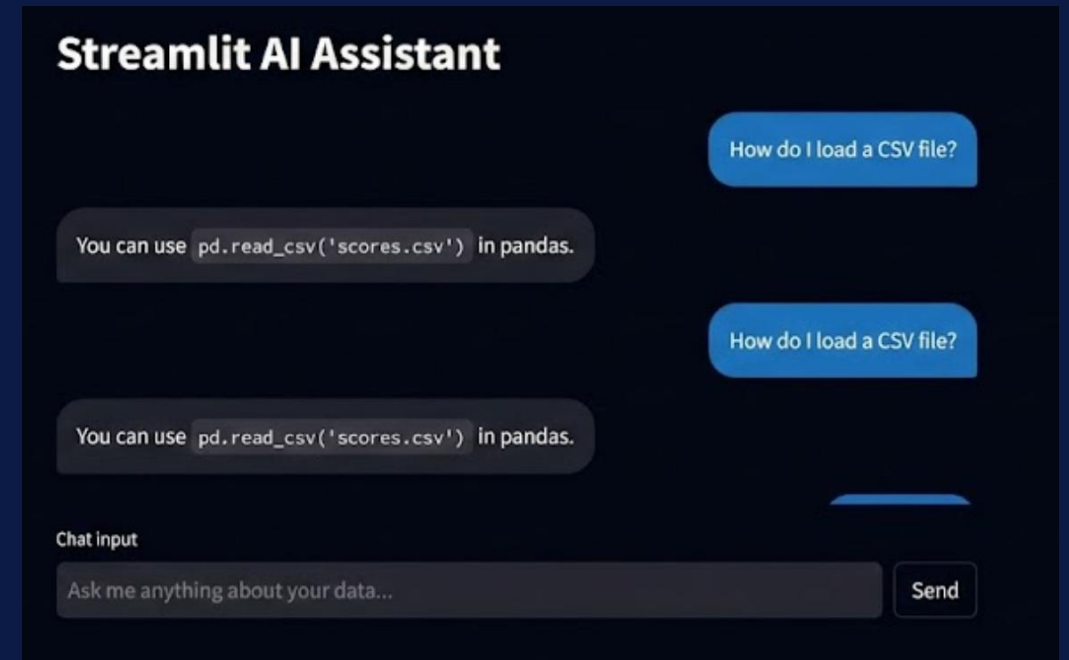 Streamlit AI Assistant
How do I load a CSV file?
You can use pd.read_csv('scores.csv') in pandas.
How do I load a CSV file?
You can use pd.read_csv('scores.csv') in pandas.
Chat input
Ask me anything about your data...
Send